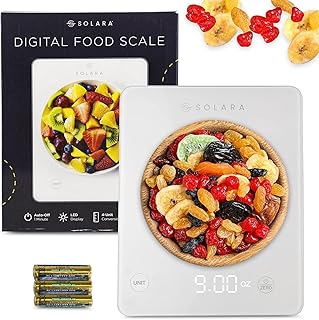 SOLARA
DIGITAL FOOD SCALE
Auto-Off
1 Minute
LED
Display
4-Unit
Conversion
SOLARA
UNIT
9.00 oz
ZERO